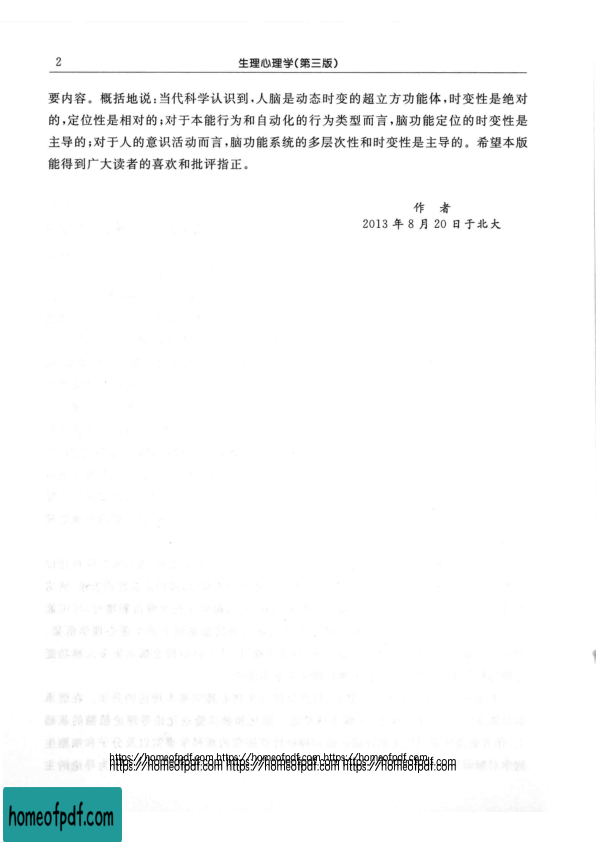 2
生理心理学(第三版)
要内容。概括地说:当代科学认识到,人脑是动态时变的超立方功能体,时变性是绝对
的,定位性是相对的;对于本能行为和自动化的行为类型而言,脑功能定位的时变性是
主导的;对于人的意识活动而言,脑功能系统的多层次性和时变性是主导的。希望本版
能得到广大读者的喜欢和批评指正。
作 者
2013 年 8 月 20 日于北大
https://homeofpdf.com https://homeofpdf.com https://homeofpdf.com
https://homeofpdf.com https://homeofpdf.com https://homeofpdf.com
homeofpdf.com